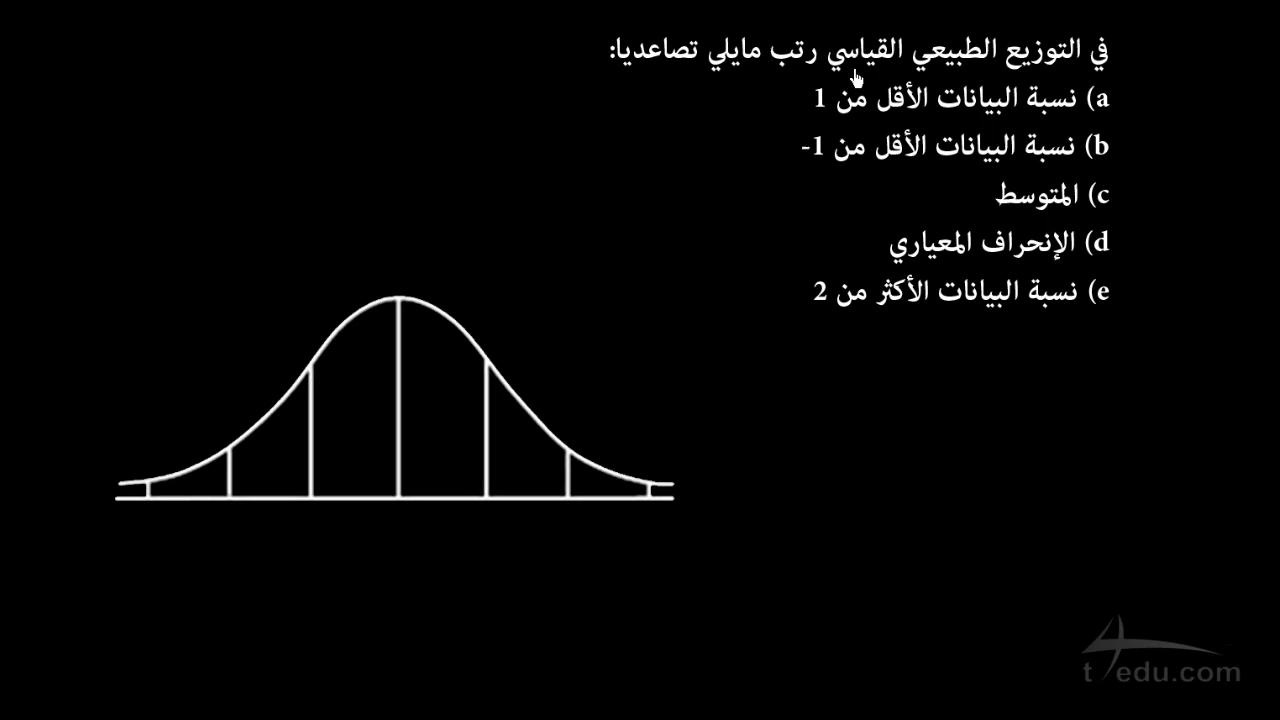 في التوزيع الطبيعي القياسي رتب مايلي تصاعديا:
a) نسبة البيانات الأقل من 1
b) نسبة البيانات الأقل من 1-
c) المتوسط
d) الإنحراف المعياري
e) نسبة البيانات الأكثر من 2
t4edu.com